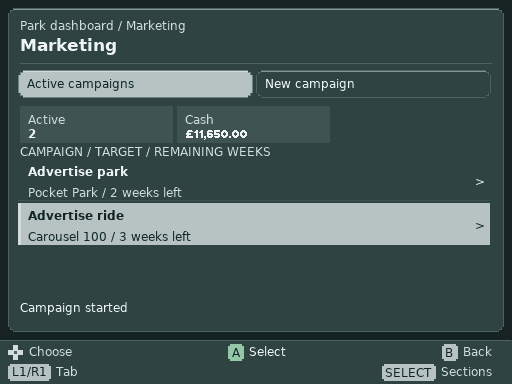 Park dashboard / Marketing
Marketing
Active campaigns
New campaign
Active
2
Cash
£11,650.00
CAMPAIGN / TARGET / REMAINING WEEKS
Advertise park
Pocket Park / 2 weeks left
>
Advertise ride
Carousel 100 / 3 weeks left
>
Campaign started
Choose
A Select
B Back
L1/R1 Tab
SELECT Sections